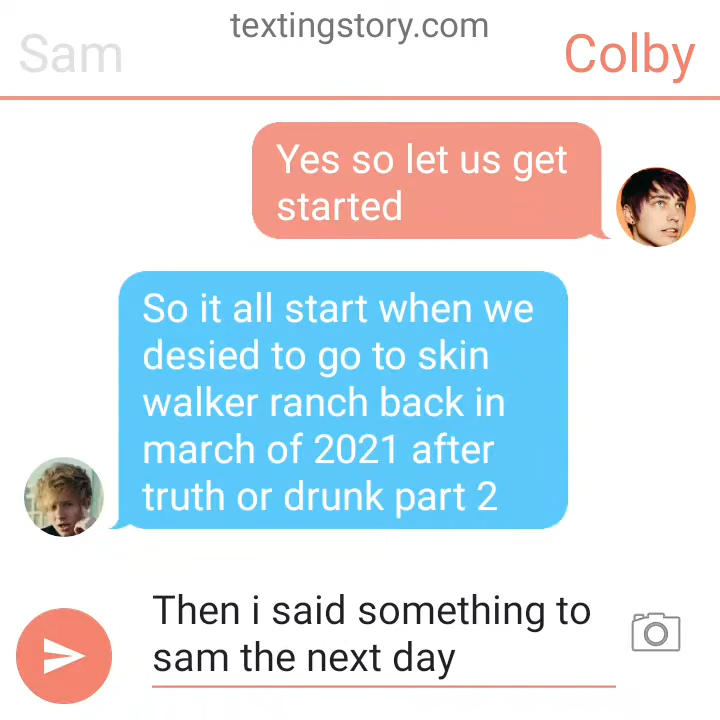 textingstory.com
Sam
Colby
Yes so let us get
started
So it all start when we
desied to go to skin
walker ranch back in
march of 2021 after
truth or drunk part 2
Then i said something to
sam the next day